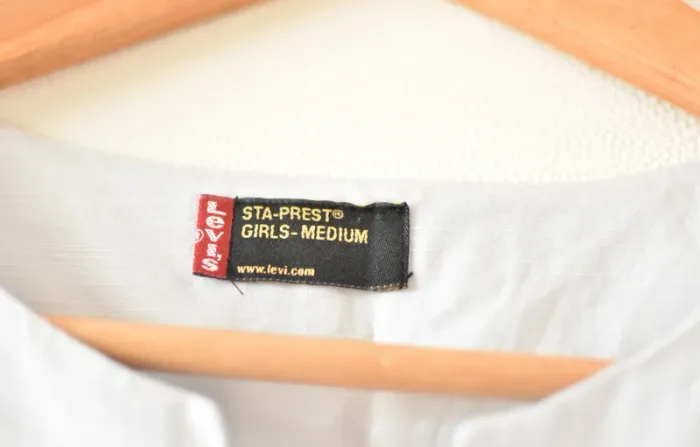 LEVI'S
®
STA-PREST®
GIRLS-MEDIUM
www.levi.com